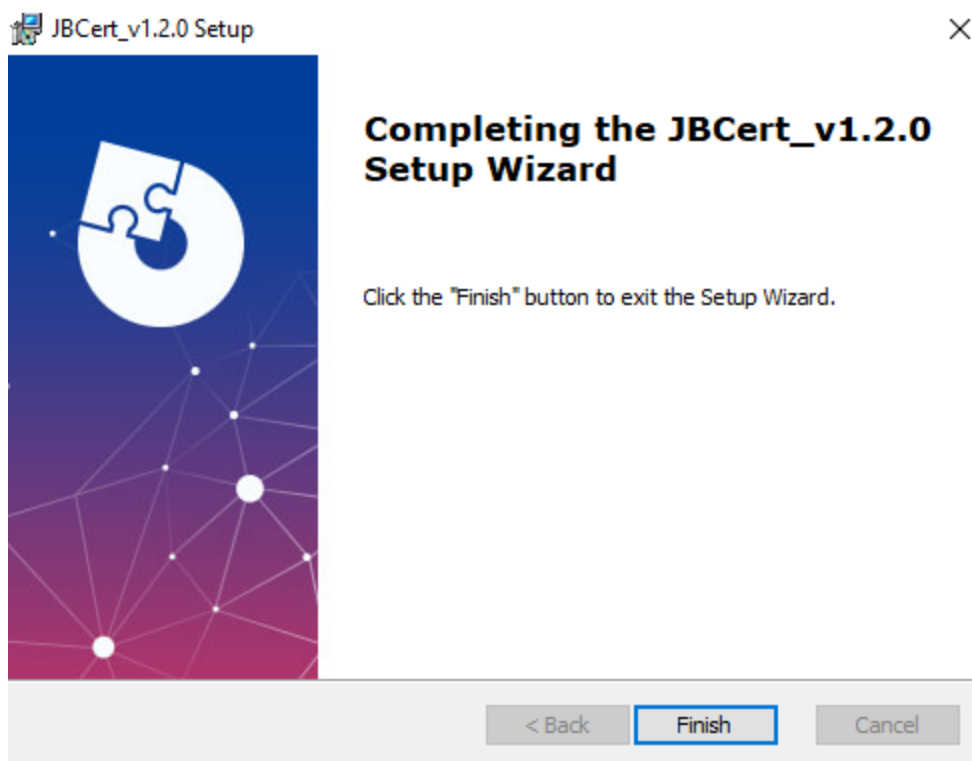 JBCert_v1.2.0 Setup
Completing the JBCert_v1.2.0
Setup Wizard
Click the "Finish" button to exit the Setup Wizard.
< Back
Finish
Cancel